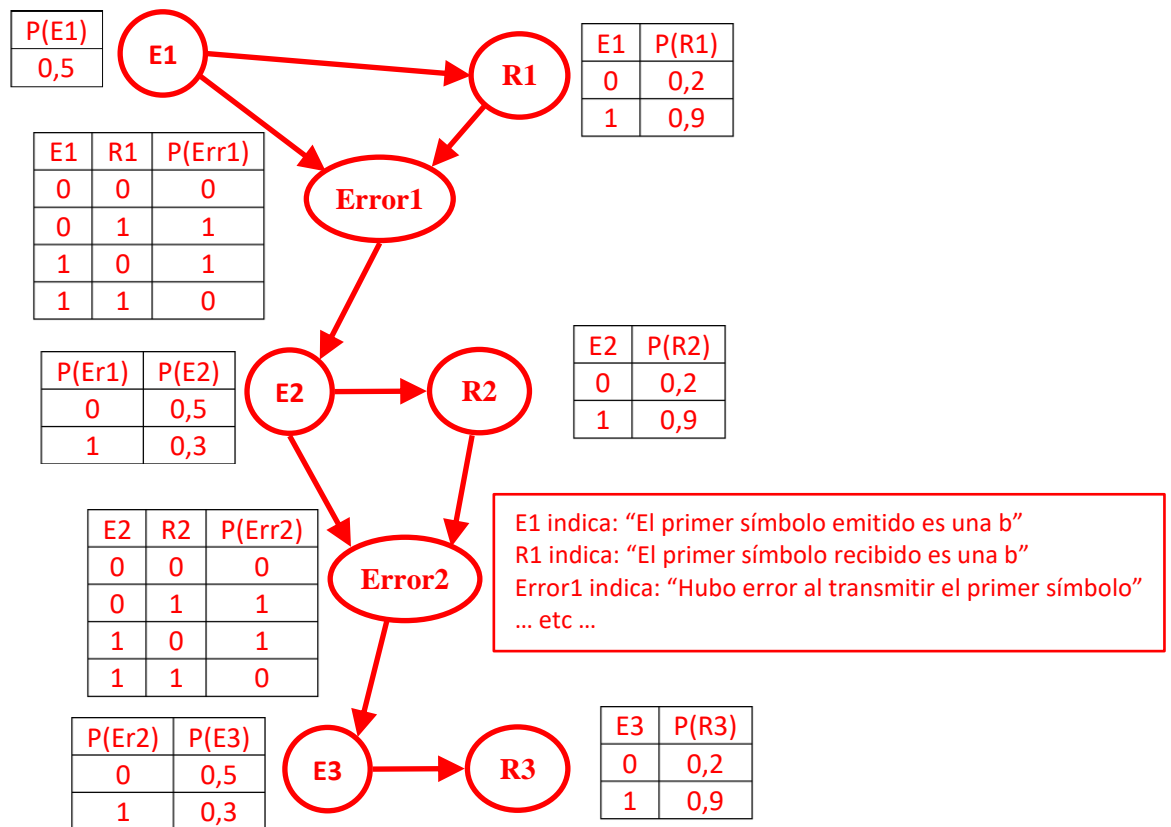 P(E1)
0,5
E1
R1
E1 P(R1)
0 0,2
1 0,9
E1 R1 P(Err1)
0 0 0
0 1 1
1 0 1
1 1 0
Error1
P(Er1) P(E2)
0 0,5
1 0,3
E2
R2
E2 P(R2)
0 0,2
1 0,9
E2 R2 P(Err2)
0 0 0
0 1 1
1 0 1
1 1 0
Error2
E1 indica: “El primer símbolo emitido es una b”
R1 indica: “El primer símbolo recibido es una b”
Error1 indica: “Hubo error al transmitir el primer símbolo”
… etc …
P(Er2) P(E3)
0 0,5
1 0,3
E3
R3
E3 P(R3)
0 0,2
1 0,9